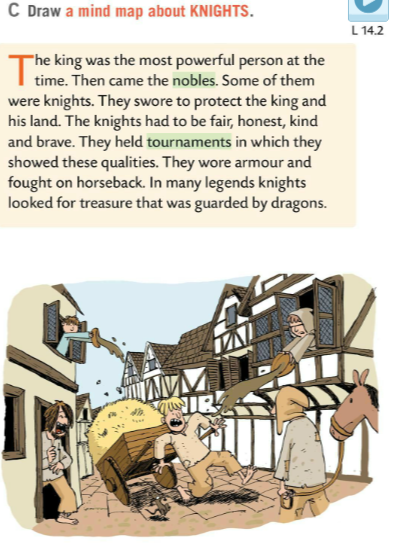 C Draw a mind map about KNIGHTS.
L 14.2
The king was the most powerful person at the
time. Then came the nobles. Some of them
were knights. They swore to protect the king and
his land. The knights had to be fair, honest, kind
and brave. They held tournaments in which they
showed these qualities. They wore armour and
fought on horseback. In many legends knights
looked for treasure that was guarded by dragons.